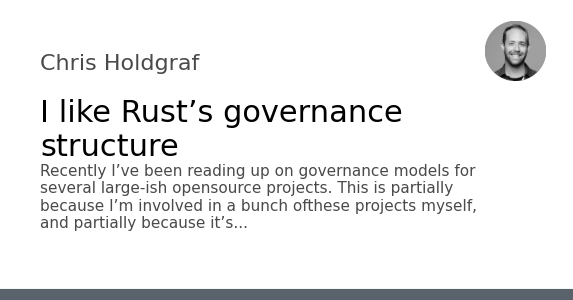 Chris Holdgraf
I like Rust’s governance
structure
Recently I’ve been reading up on governance models for
several large-ish opensource projects. This is partially
because I’m involved in a bunch ofthese projects myself,
and partially because it’s...